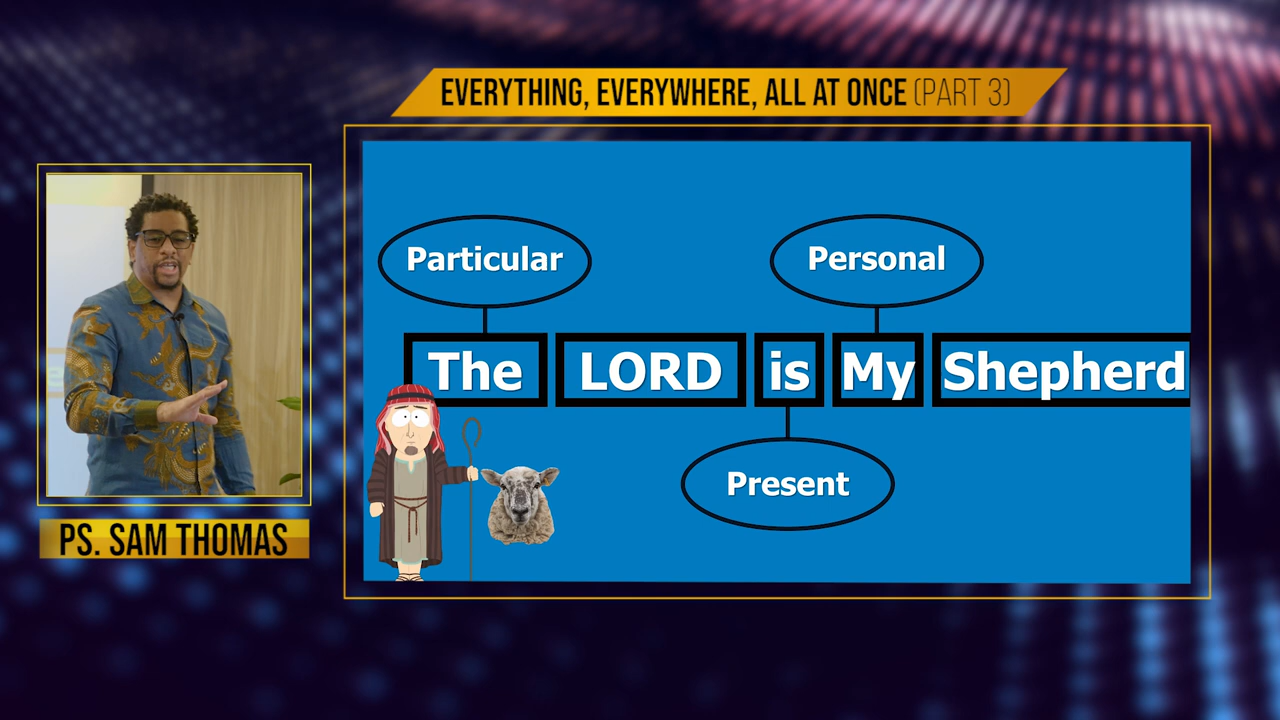 EVERYTHING, EVERYWHERE, ALL AT ONCE (PART 3)
Particular
Personal
The LORD is My Shepherd
Present
PS. SAM THOMAS